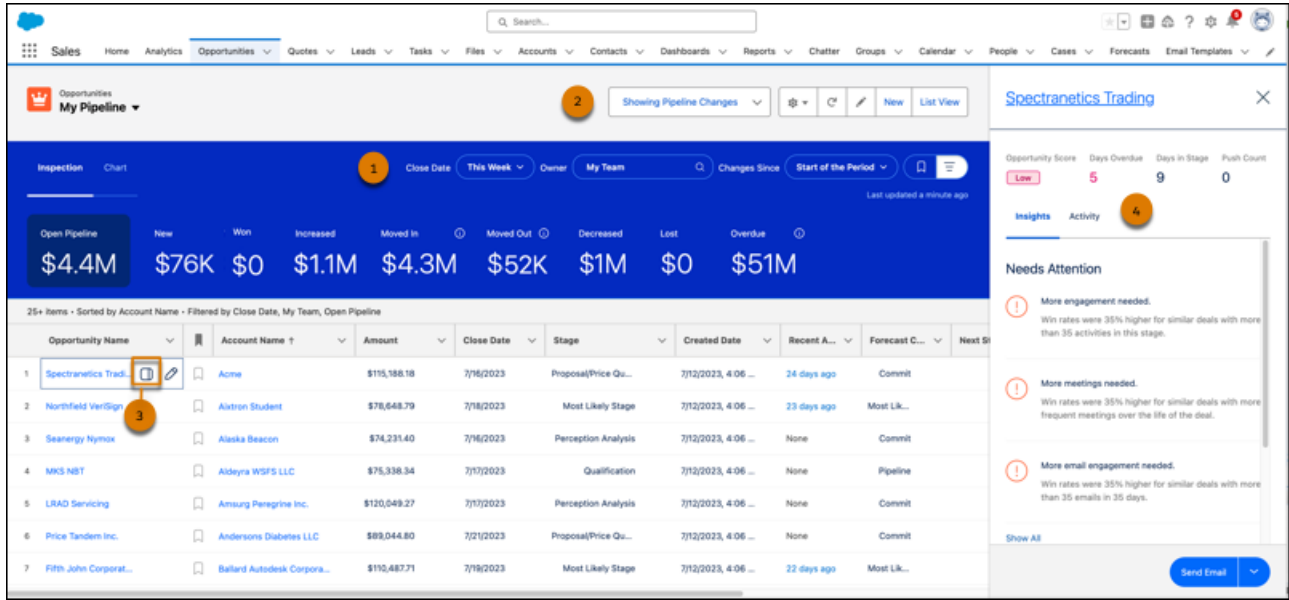 Search...
5
Sales Home Analytics Opportunities Quotes Leads Tasks Files Accounts Contacts Dashboards Reports Chatter Groups Calendar People Cases Forecasts Email Templates
Opportunities
My Pipeline
2
Showing Pipeline Changes
New List View
Inspection Chart
1
Close Date This Week Owner My Team Changes Since Start of the Period
Last updated a minute ago
Open Pipeline New Won Increased Moved In Moved Out Decreased Lost Overdue
$4.4M $76K $0 $1.1M $4.3M $52K $1M $0 $51M
25+ items • Sorted by Account Name • Filtered by Close Date, My Team, Open Pipeline
Opportunity Name Account Name ↑ Amount Close Date Stage Created Date Recent A... Forecast C... Next St
1 Spectranetics Tradi... Acme $115,188.18 7/16/2023 Proposal/Price Qu... 7/12/2023, 4:06 ... 24 days ago Commit
2 Northfield VeriSign Aixtron Student $78,648.79 7/18/2023 Most Likely Stage 7/12/2023, 4:06 ... 23 days ago Most Lik...
3
3 Seanergy Nymox Alaska Beacon $74,231.40 7/16/2023 Perception Analysis 7/12/2023, 4:06 ... None Commit
4 MKS NBT Aldeyra WSFS LLC $75,338.34 7/17/2023 Qualification 7/12/2023, 4:06 ... None Pipeline
5 LRAD Servicing Amsurg Peregrine Inc. $120,049.27 7/17/2023 Perception Analysis 7/12/2023, 4:06 ... None Commit
6 Price Tandem Inc. Andersons Diabetes LLC $89,044.80 7/21/2023 Proposal/Price Qu... 7/12/2023, 4:06 ... None Commit
7 Fifth John Corporat... Ballard Autodesk Corpora... $110,487.71 7/19/2023 Most Likely Stage 7/12/2023, 4:06 ... 22 days ago Most Lik...
Spectranetics Trading
Opportunity Score Days Overdue Days in Stage Push Count
Low 5 9 0
Insights Activity
4
Needs Attention
More engagement needed.
Win rates were 35% higher for similar deals with more
than 35 activities in this stage.
More meetings needed.
Win rates were 35% higher for similar deals with more
frequent meetings over the life of the deal.
More email engagement needed.
Win rates were 35% higher for similar deals with more
than 35 emails in 35 days.
Show All
Send Email